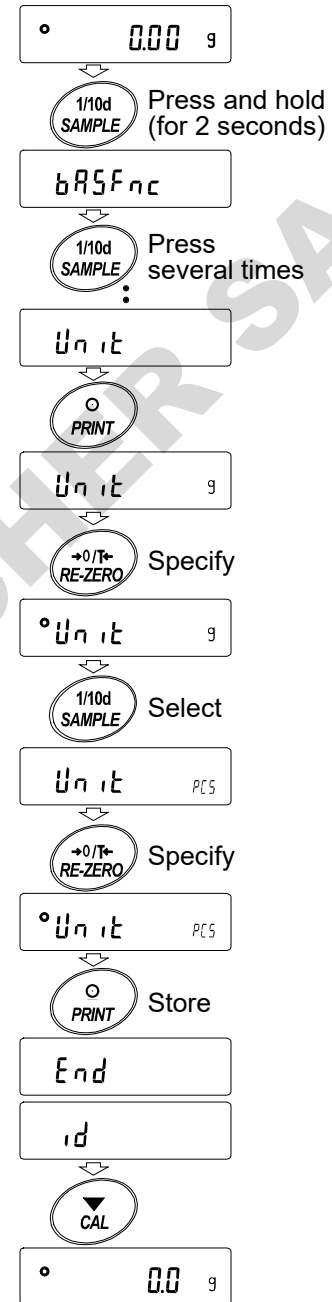 0.00 g
1/10d
SAMPLE
Press and hold
(for 2 seconds)
bASFnc
1/10d
SAMPLE
Press
several times
Unit
PRINT
Unit g
→0/T←
RE-ZERO
Specify
Unit g
1/10d
SAMPLE
Select
Unit PCS
→0/T←
RE-ZERO
Specify
Unit PCS
PRINT
Store
End
id
CAL
0.0 g